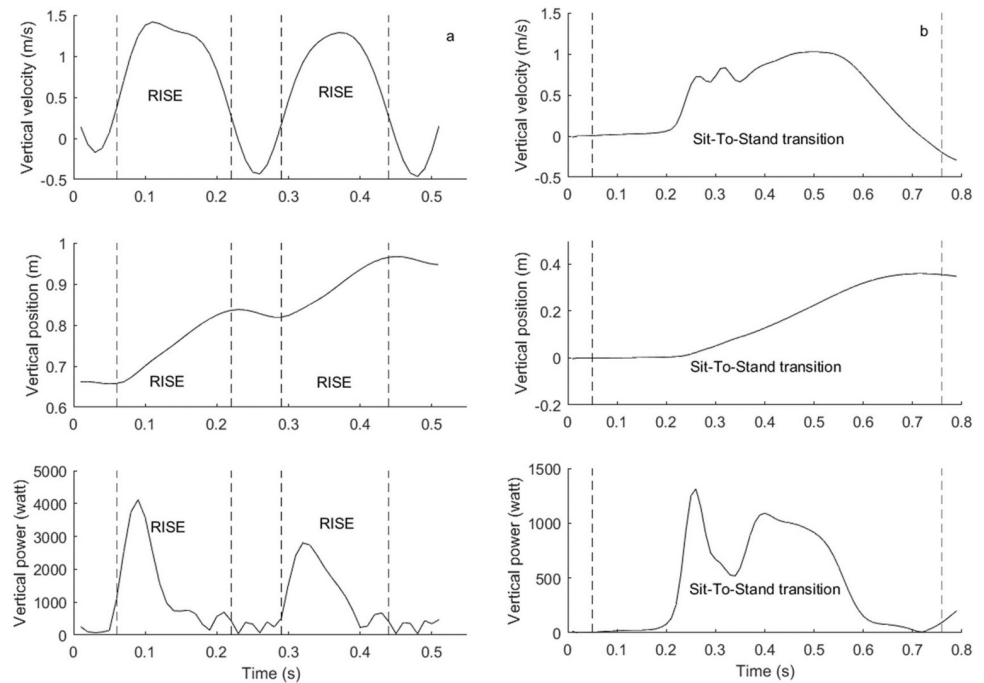 a
Vertical velocity (m/s)
1.5
1
0.5
0
-0.5
RISE
RISE
0 0.1 0.2 0.3 0.4 0.5
Vertical position (m)
1
0.9
0.8
0.7
0.6
RISE
RISE
0 0.1 0.2 0.3 0.4 0.5
Vertical power (watt)
5000
4000
3000
2000
1000
0
RISE
RISE
0 0.1 0.2 0.3 0.4 0.5
Time (s)
b
Vertical velocity (m/s)
1.5
1
0.5
0
-0.5
Sit-To-Stand transition
0 0.1 0.2 0.3 0.4 0.5 0.6 0.7 0.8
Vertical position (m)
0.4
0.2
0
-0.2
Sit-To-Stand transition
0 0.1 0.2 0.3 0.4 0.5 0.6 0.7 0.8
Vertical power (watt)
1500
1000
500
0
Sit-To-Stand transition
0 0.1 0.2 0.3 0.4 0.5 0.6 0.7 0.8
Time (s)